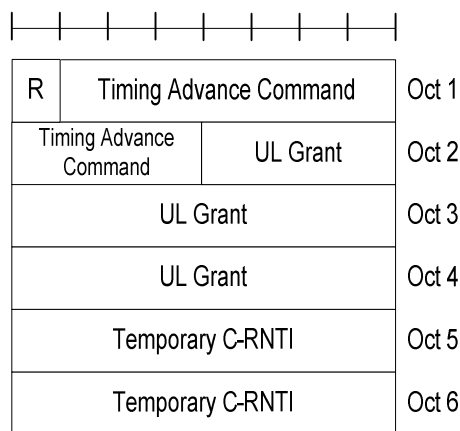 R Timing Advance Command Oct 1
Timing Advance
Command UL Grant Oct 2
UL Grant Oct 3
UL Grant Oct 4
Temporary C-RNTI Oct 5
Temporary C-RNTI Oct 6